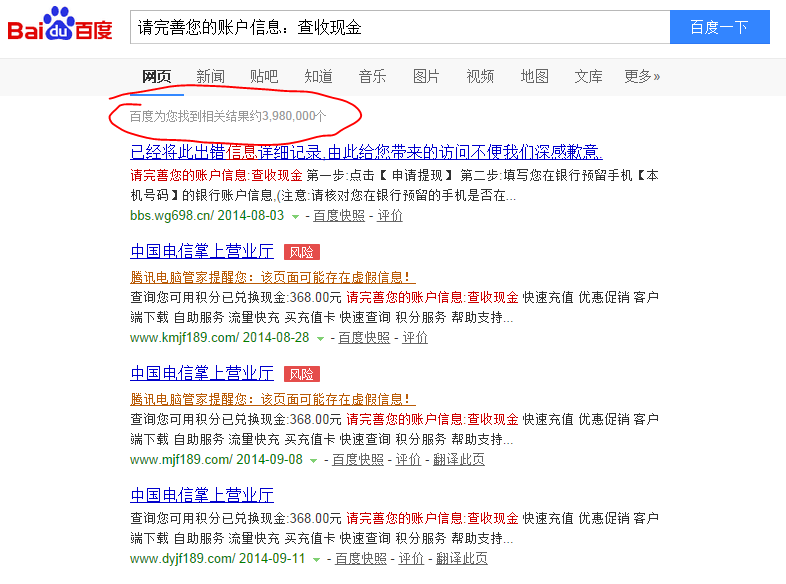 Bai du 百度
请完善您的账户信息：查收现金
百度一下
网页 新闻 贴吧 知道 音乐 图片 视频 地图 文库 更多»
百度为您找到相关结果约3,980,000个
已经将此出错信息详细记录,由此给您带来的访问不便我们深感歉意.
请完善您的账户信息:查收现金 第一步:点击【 申请提现 】 第二步:填写您在银行预留手机【本
机号码】的银行账户信息,(注意:请核对您在银行预留的手机是否在...
bbs.wg698.cn/ 2014-08-03 - 百度快照 - 评价
中国电信掌上营业厅 风险
腾讯电脑管家提醒您：该页面可能存在虚假信息！
查询您可用积分已兑换现金:368.00元 请完善您的账户信息:查收现金 快速充值 优惠促销 客户
端下载 自助服务 流量快充 买充值卡 快速查询 积分服务 帮助支持...
www.kmjf189.com/ 2014-08-28 - 百度快照 - 评价
中国电信掌上营业厅 风险
腾讯电脑管家提醒您：该页面可能存在虚假信息！
查询您可用积分已兑换现金:368.00元 请完善您的账户信息:查收现金 快速充值 优惠促销 客户
端下载 自助服务 流量快充 买充值卡 快速查询 积分服务 帮助支持...
www.mjf189.com/ 2014-09-08 - 百度快照 - 评价 - 翻译此页
中国电信掌上营业厅
查询您可用积分已兑换现金:368.00元 请完善您的账户信息:查收现金 快速充值 优惠促销 客户
端下载 自助服务 流量快充 买充值卡 快速查询 积分服务 帮助支持...
www.dyjf189.com/ 2014-09-11 - 百度快照 - 评价 - 翻译此页